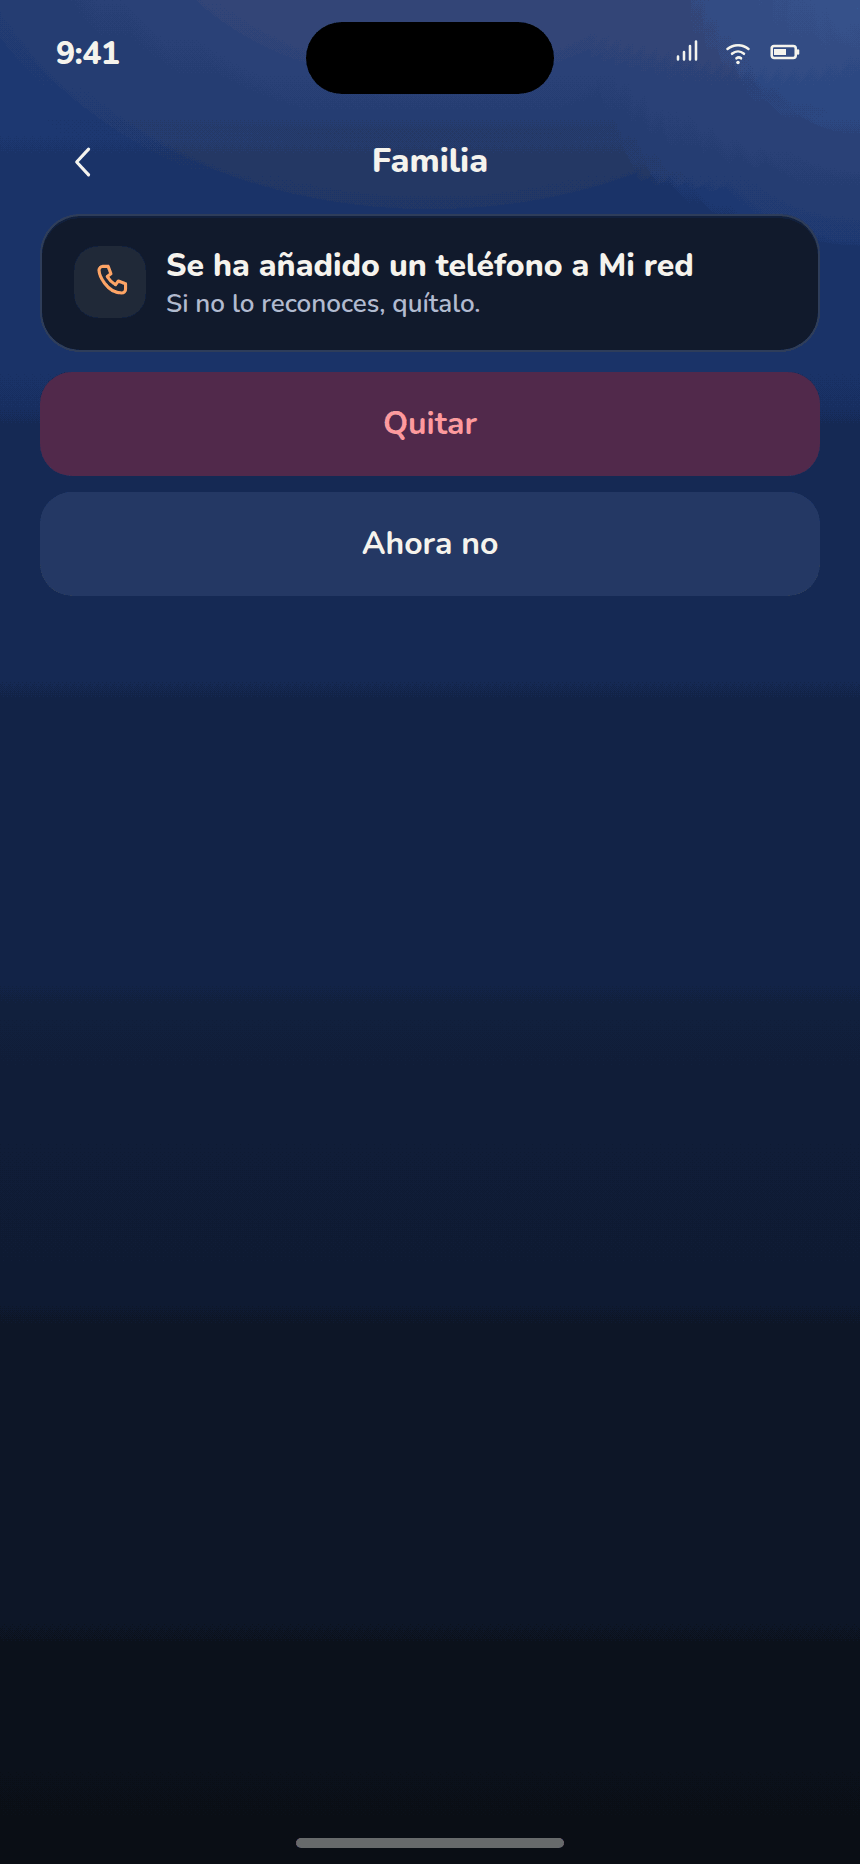 9:41
Familia
Se ha añadido un teléfono a Mi red
Si no lo reconoces, quítalo.
Quitar
Ahora no